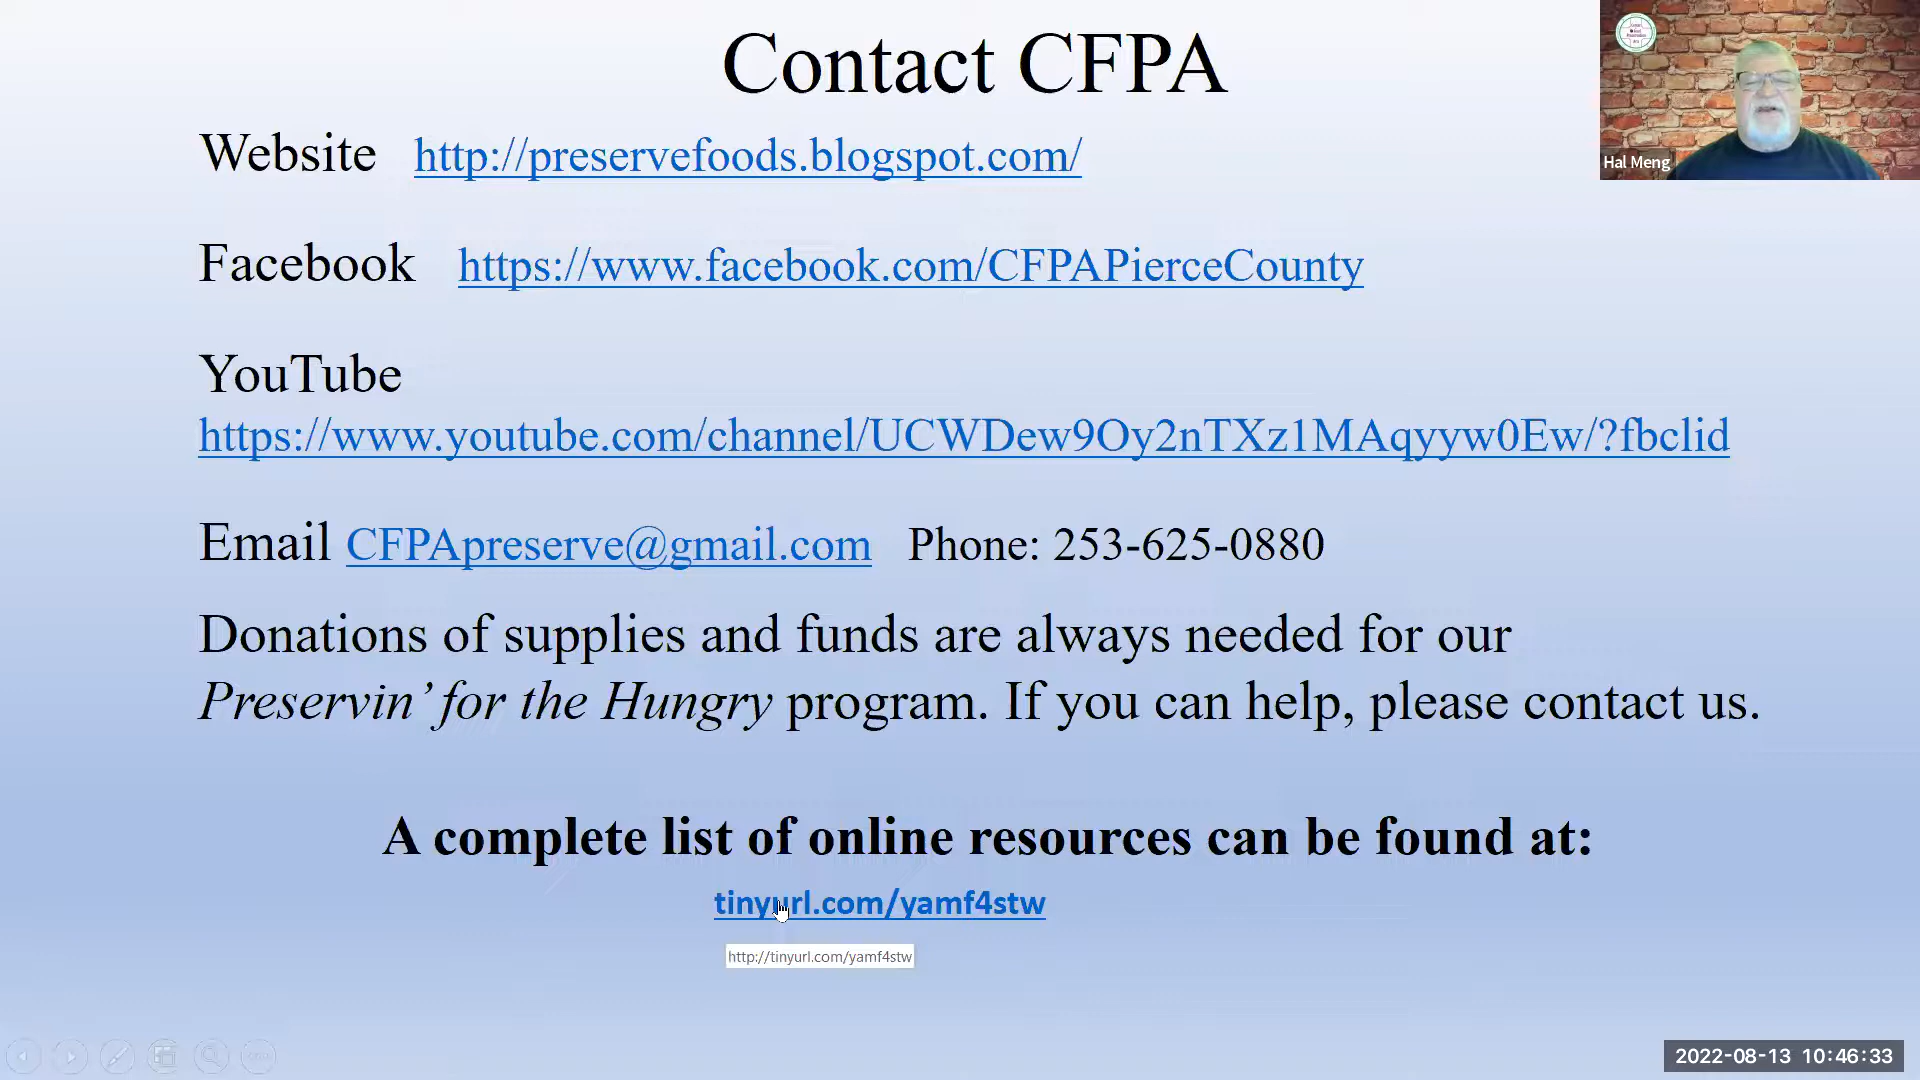 Contact CFPA
Website http://preservefoods.blogspot.com/
Facebook https://www.facebook.com/CFPAPierceCounty
YouTube
https://www.youtube.com/channel/UCWDew9Oy2nTXz1MAqyyw0Ew/?fbclid
Email CFPApreserve@gmail.com Phone: 253-625-0880
Donations of supplies and funds are always needed for our
Preservin’ for the Hungry program. If you can help, please contact us.
A complete list of online resources can be found at:
tinyurl.com/yamf4stw
http://tinyurl.com/yamf4stw
Hal Meng
2022-08-13 10:46:33